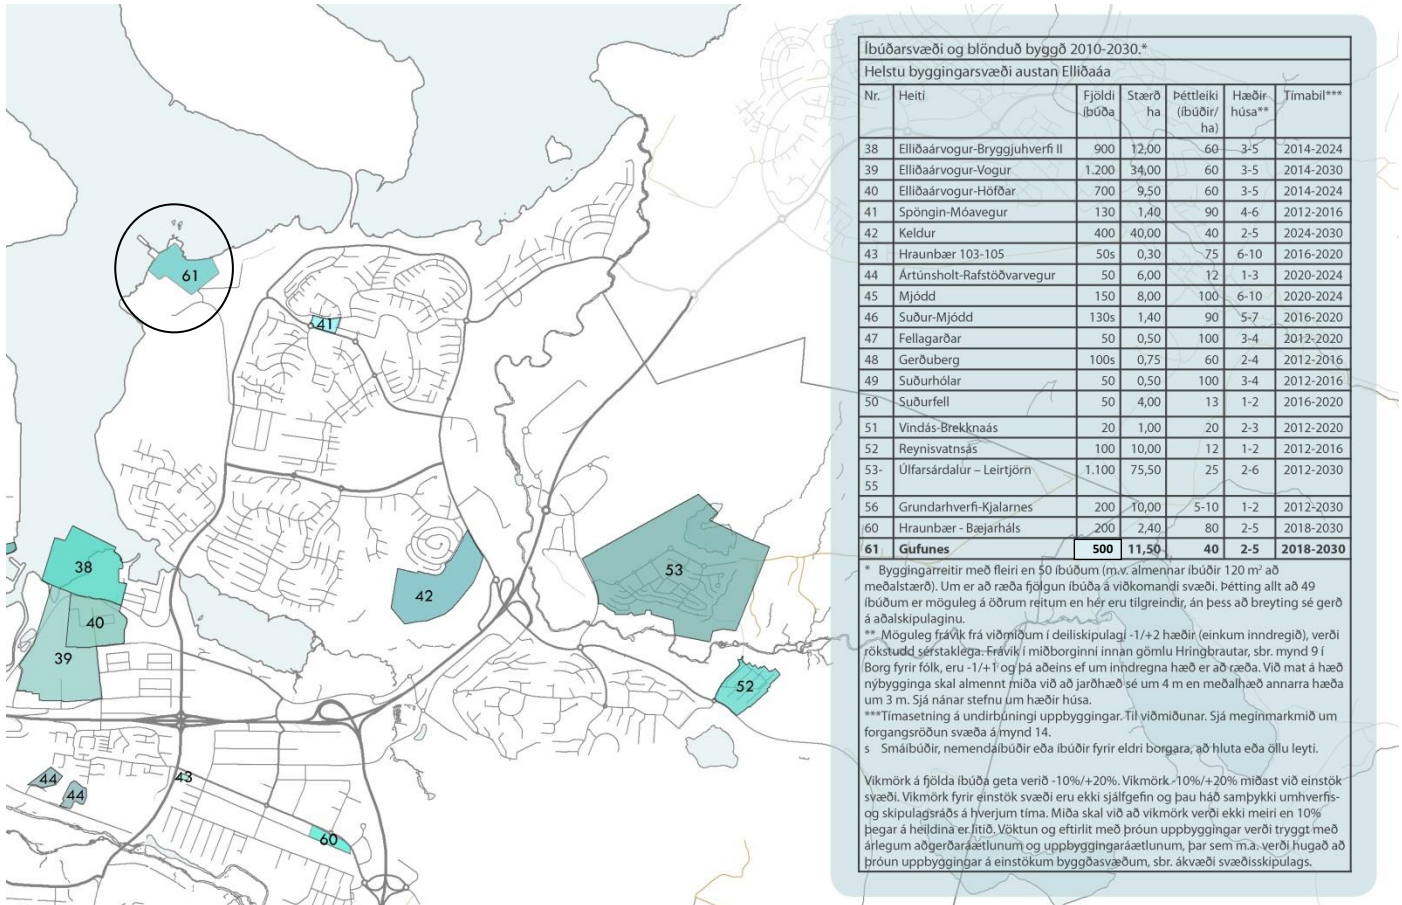 61
41
38
40
39
42
53
52
44
44
43
60
Íbúðarsvæði og blönduð byggð 2010-2030.*
Helstu byggingarsvæði austan Elliðaáa
Nr. Heiti Fjöldi íbúða Stærð ha Þéttleiki (íbúðir/ ha) Hæðir húsa** Tímabil***
38 Elliðaárvogur-Bryggjuhverfi II 900 12,00 60 3-5 2014-2024
39 Elliðaárvogur-Vogur 1.200 34,00 60 3-5 2014-2030
40 Elliðaárvogur-Höfðar 700 9,50 60 3-5 2014-2024
41 Spöngin-Móavegur 130 1,40 90 4-6 2012-2016
42 Keldur 400 40,00 40 2-5 2024-2030
43 Hraunbær 103-105 50s 0,30 75 6-10 2016-2020
44 Ártúnsholt-Rafstöðvarvegur 50 6,00 12 1-3 2020-2024
45 Mjódd 150 8,00 100 6-10 2020-2024
46 Suður-Mjódd 130s 1,40 90 5-7 2016-2020
47 Fellagarðar 50 0,50 100 3-4 2012-2020
48 Gerðuberg 100s 0,75 60 2-4 2012-2016
49 Suðurhólar 50 0,50 100 3-4 2012-2016
50 Suðurfell 50 4,00 13 1-2 2016-2020
51 Vindás-Brekknaás 20 1,00 20 2-3 2012-2020
52 Reynisvatnsás 100 10,00 12 1-2 2012-2016
53-55 Úlfarsárdalur – Leirtjörn 1.100 75,50 25 2-6 2012-2030
56 Grundarhverfi-Kjalarnes 200 10,00 5-10 1-2 2012-2030
60 Hraunbær - Bæjarháls 200 2,40 80 2-5 2018-2030
61 Gufunes 500 11,50 40 2-5 2018-2030
* Byggingarreitir með fleiri en 50 íbúðum (m.v. almennar íbúðir 120 m² að
meðalstærð). Um er að ræða fjölgun íbúða á viðkomandi svæði. Þétting allt að 49
íbúðum er möguleg á öðrum reitum en hér eru tilgreindir, án þess að breyting sé gerð
á aðalskipulaginu.
** Möguleg frávik frá viðmiðum í deiliskipulagi -1/+2 hæðir (einkum inndregið), verði
rökstudd sérstaklega. Frávik í miðborginni innan gömlu Hringbrautar, sbr. mynd 9 í
Borg fyrir fólk, eru -1/+1 og þá aðeins ef um inndregna hæð er að ræða. Við mat á hæð
nýbygginga skal almennt miða við að jarðhæð sé um 4 m en meðalhæð annarra hæða
um 3 m. Sjá nánar stefnu um hæðir húsa.
***Tímasetning á undirbúningi uppbyggingar. Til viðmiðunar. Sjá meginmarkmið um
forgangsröðun svæða á mynd 14.
s Smáíbúðir, nemendaíbúðir eða íbúðir fyrir eldri borgara, að hluta eða öllu leyti.
Vikmörk á fjölda íbúða geta verið -10%/+20%. Vikmörk -10%/+20% miðast við einstök
svæði. Vikmörk fyrir einstök svæði eru ekki sjálfgefin og þau háð samþykki umhverfis-
og skipulagsráðs á hverjum tíma. Miða skal við að vikmörk verði ekki meiri en 10%
þegar á heildina er litið. Vöktun og eftirlit með þróun uppbyggingar verði tryggt með
árlegum aðgerðaráætlunum og uppbyggingaráætlunum, þar sem m.a. verði hugað að
þróun uppbyggingar á einstökum byggðasvæðum, sbr. ákvæði svæðisskipulags.